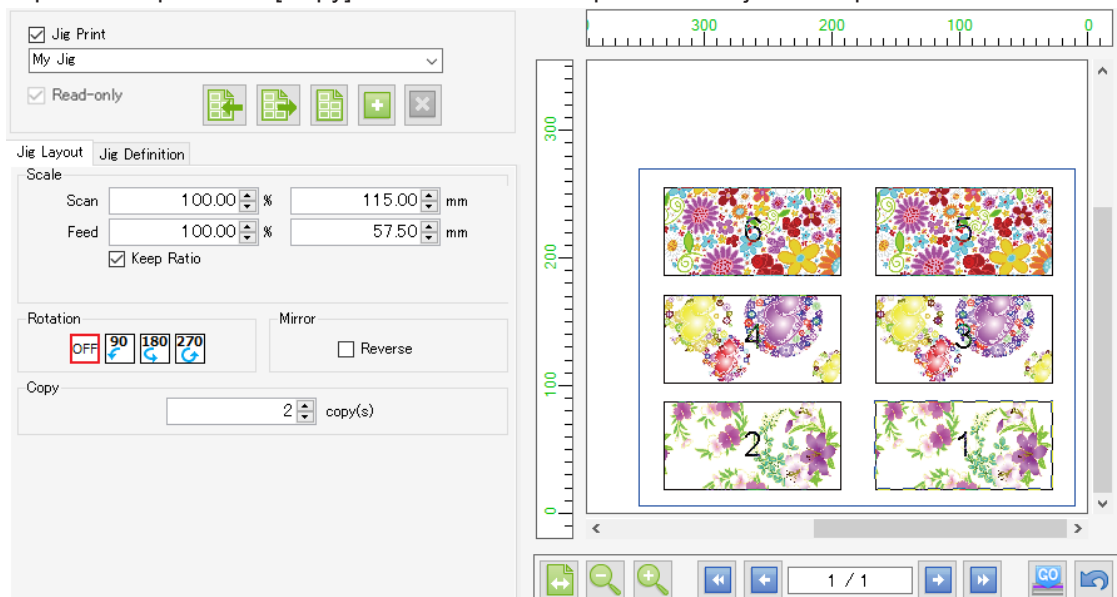 Jig Print
My Jig
Read-only
Jig Layout Jig Definition
Scale
Scan 100.00 % 115.00 mm
Feed 100.00 % 57.50 mm
Keep Ratio
Rotation
OFF 90 180 270
Mirror
Reverse
Copy
2 copy(s)
300 200 100 0
300
200
100
0
6 5
4 3
2 1
1 / 1
GO